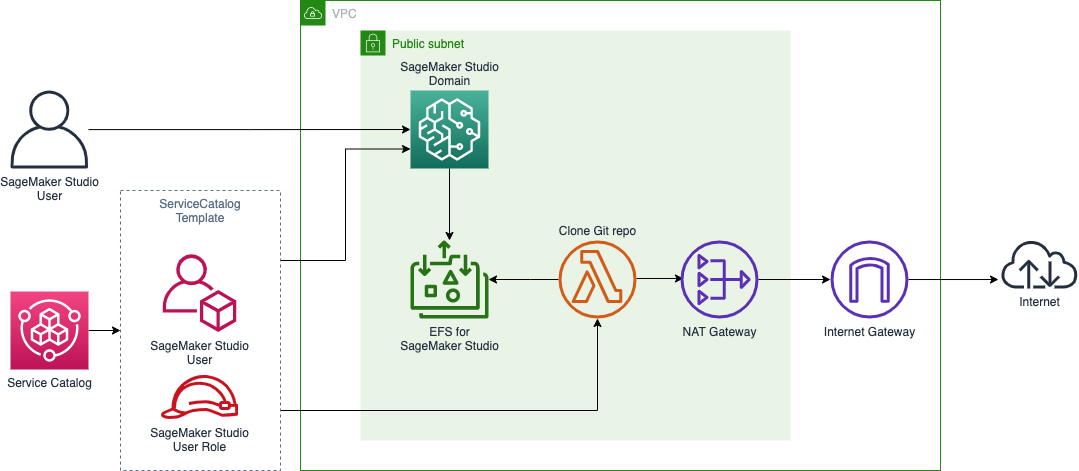 VPC
Public subnet
SageMaker Studio
Domain
SageMaker Studio
User
ServiceCatalog
Template
Clone Git repo
SageMaker Studio
User
EFS for
SageMaker Studio
NAT Gateway
Internet Gateway
Internet
Service Catalog
SageMaker Studio
User Role